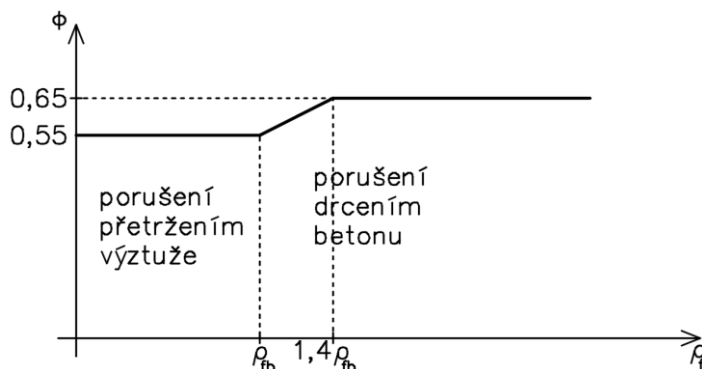 Φ
0,65
0,55
porušení
přetržením
výztuže
porušení
drcením
betonu
ρfb
1,4ρfb
ρf